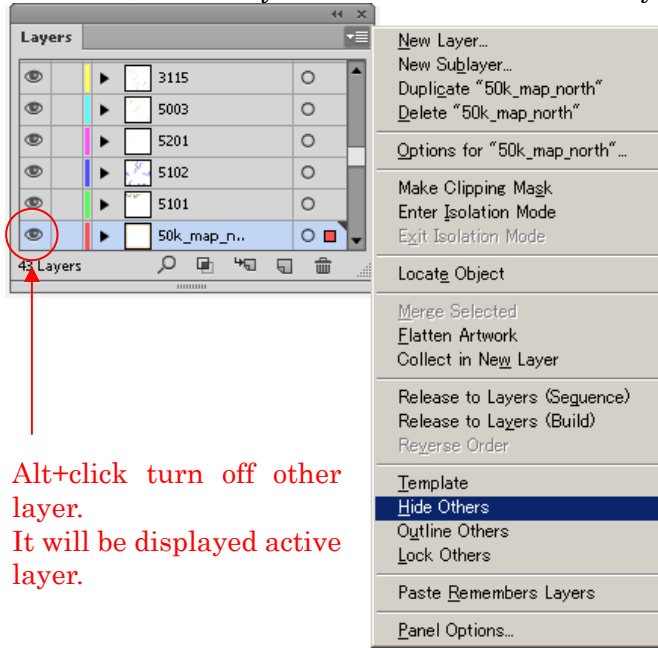 Layers
3115
5003
5201
5102
5101
50k_map_n..
43 Layers
New Layer...
New Sublayer...
Duplicate "50k_map_north"
Delete "50k_map_north"
Options for "50k_map_north"...
Make Clipping Mask
Enter Isolation Mode
Exit Isolation Mode
Locate Object
Merge Selected
Flatten Artwork
Collect in New Layer
Release to Layers (Sequence)
Release to Layers (Build)
Reverse Order
Template
Hide Others
Outline Others
Lock Others
Paste Remembers Layers
Panel Options...
Alt+click turn off other
layer.
It will be displayed active
layer.